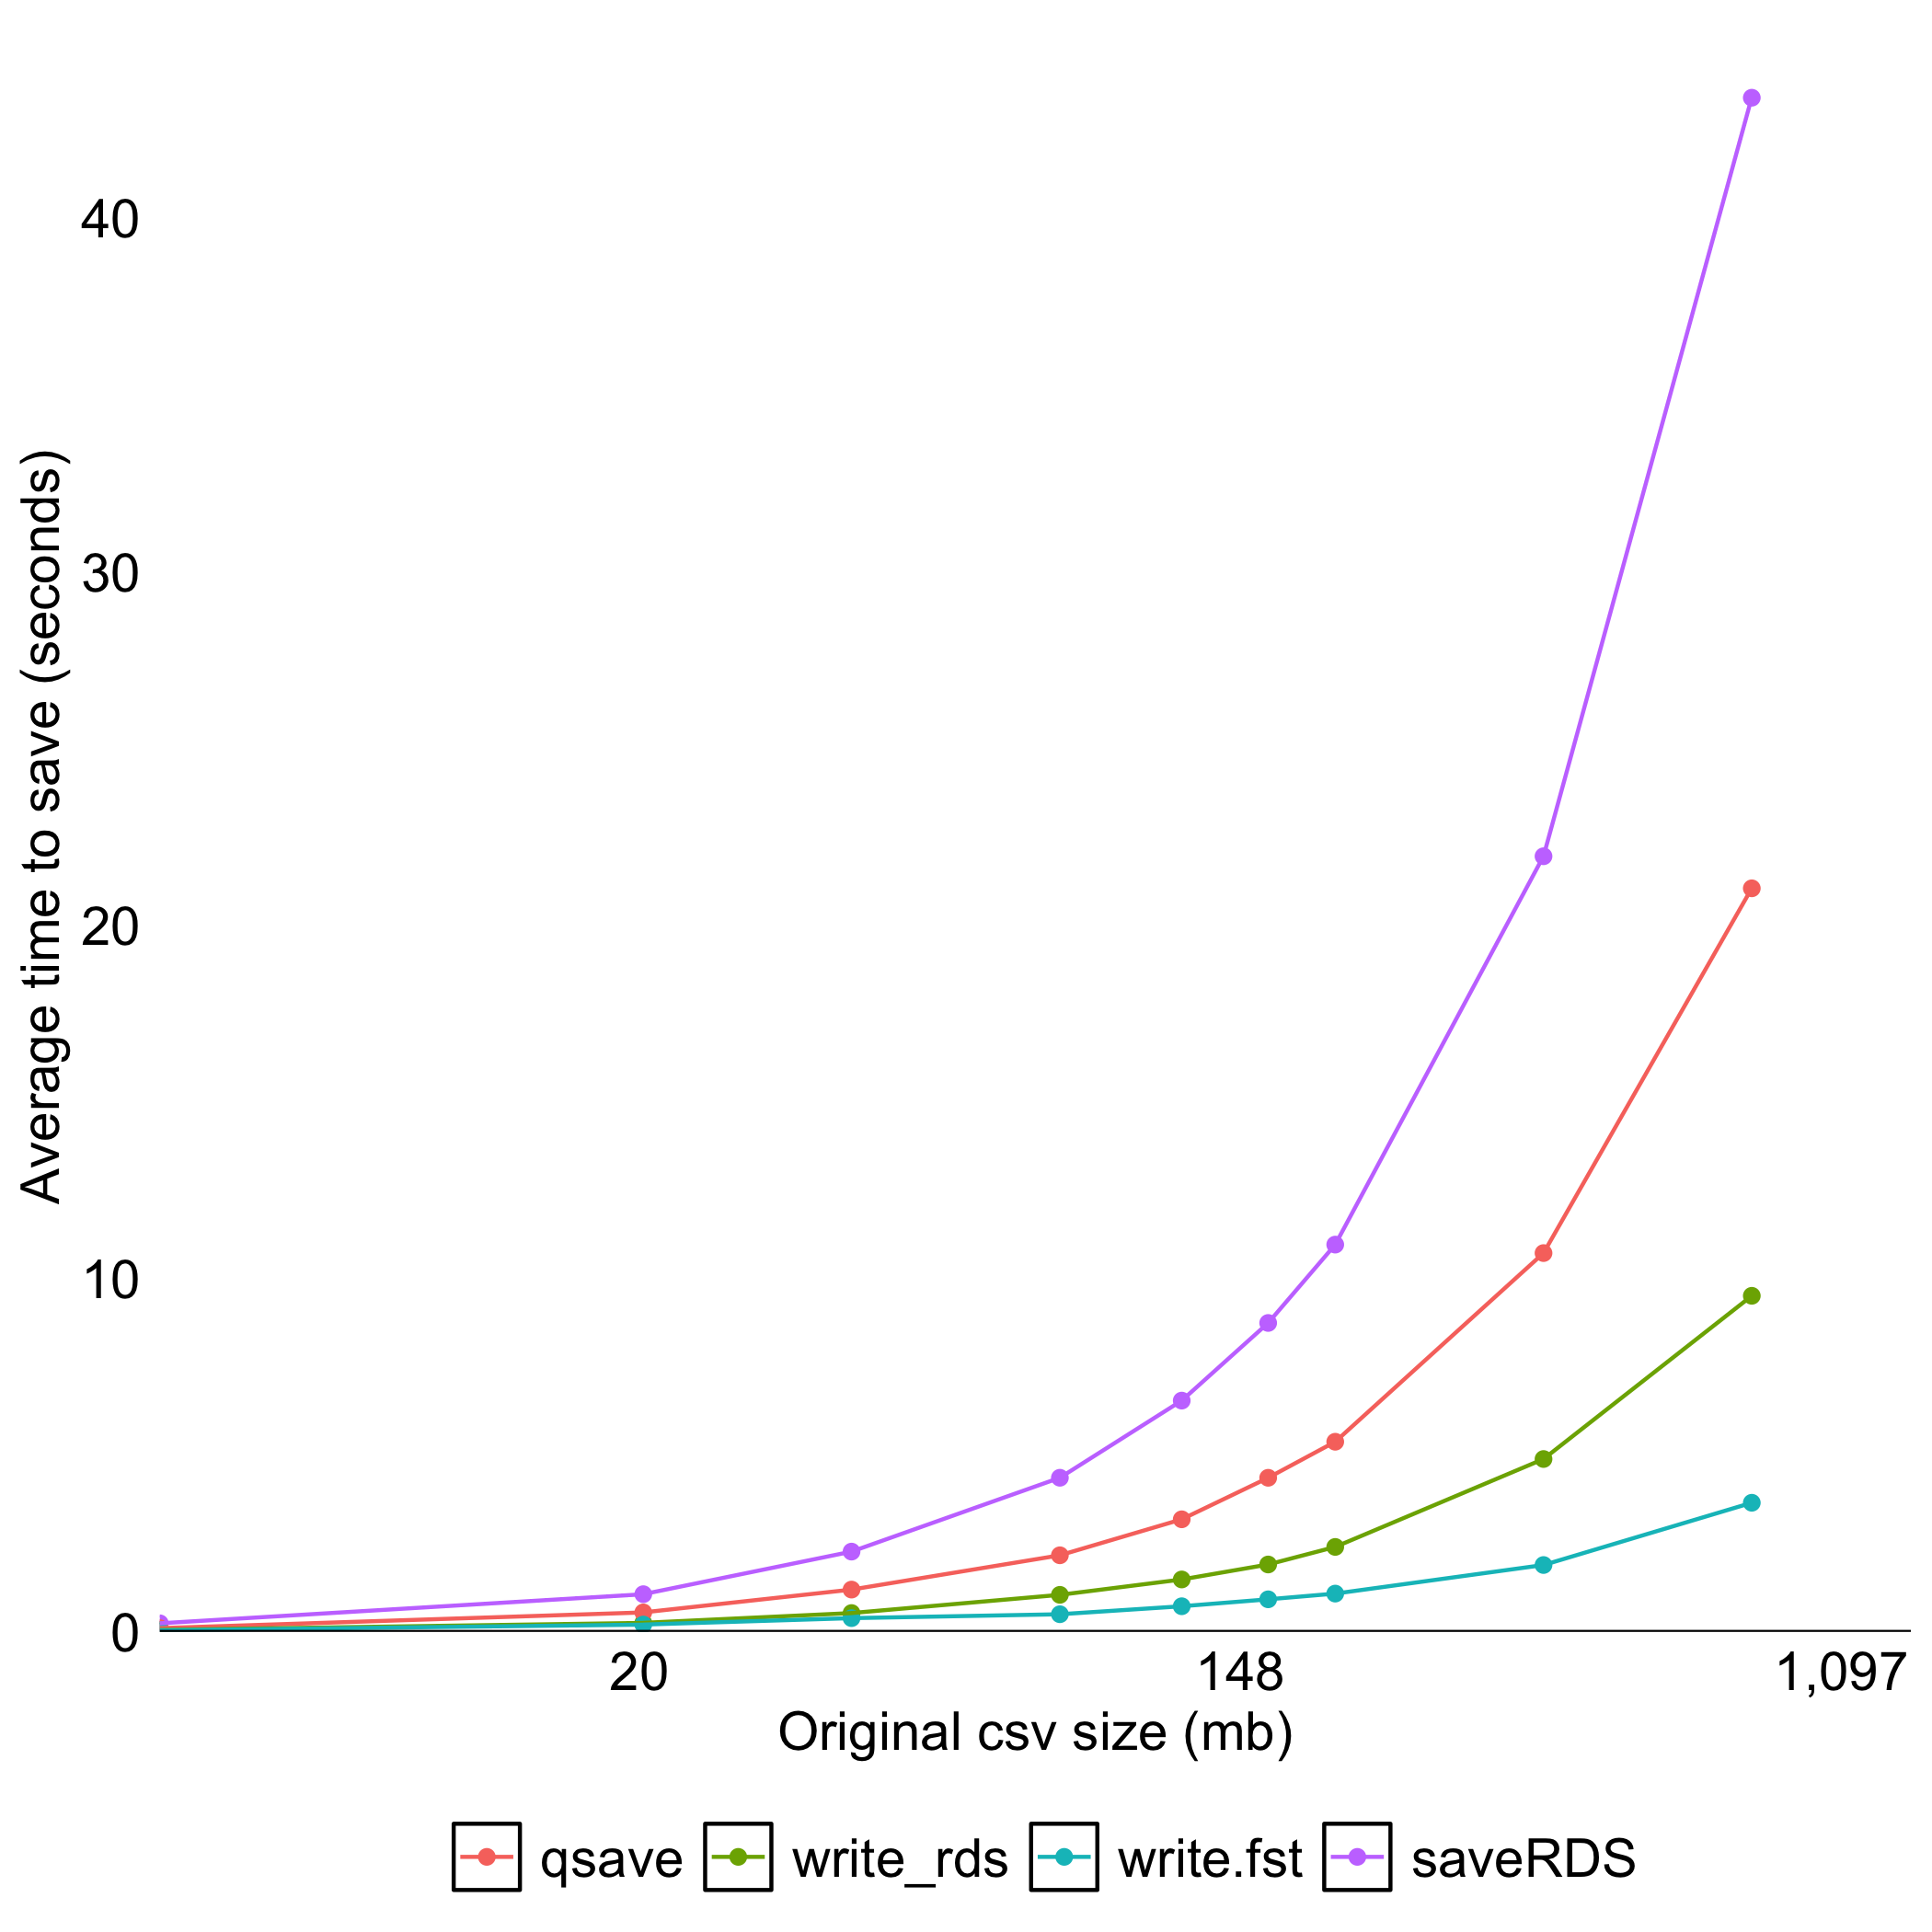 40
30
20
10
0
Average time to save (seconds)
20 148 1,097
Original csv size (mb)
qsave write_rds write.fst saveRDS